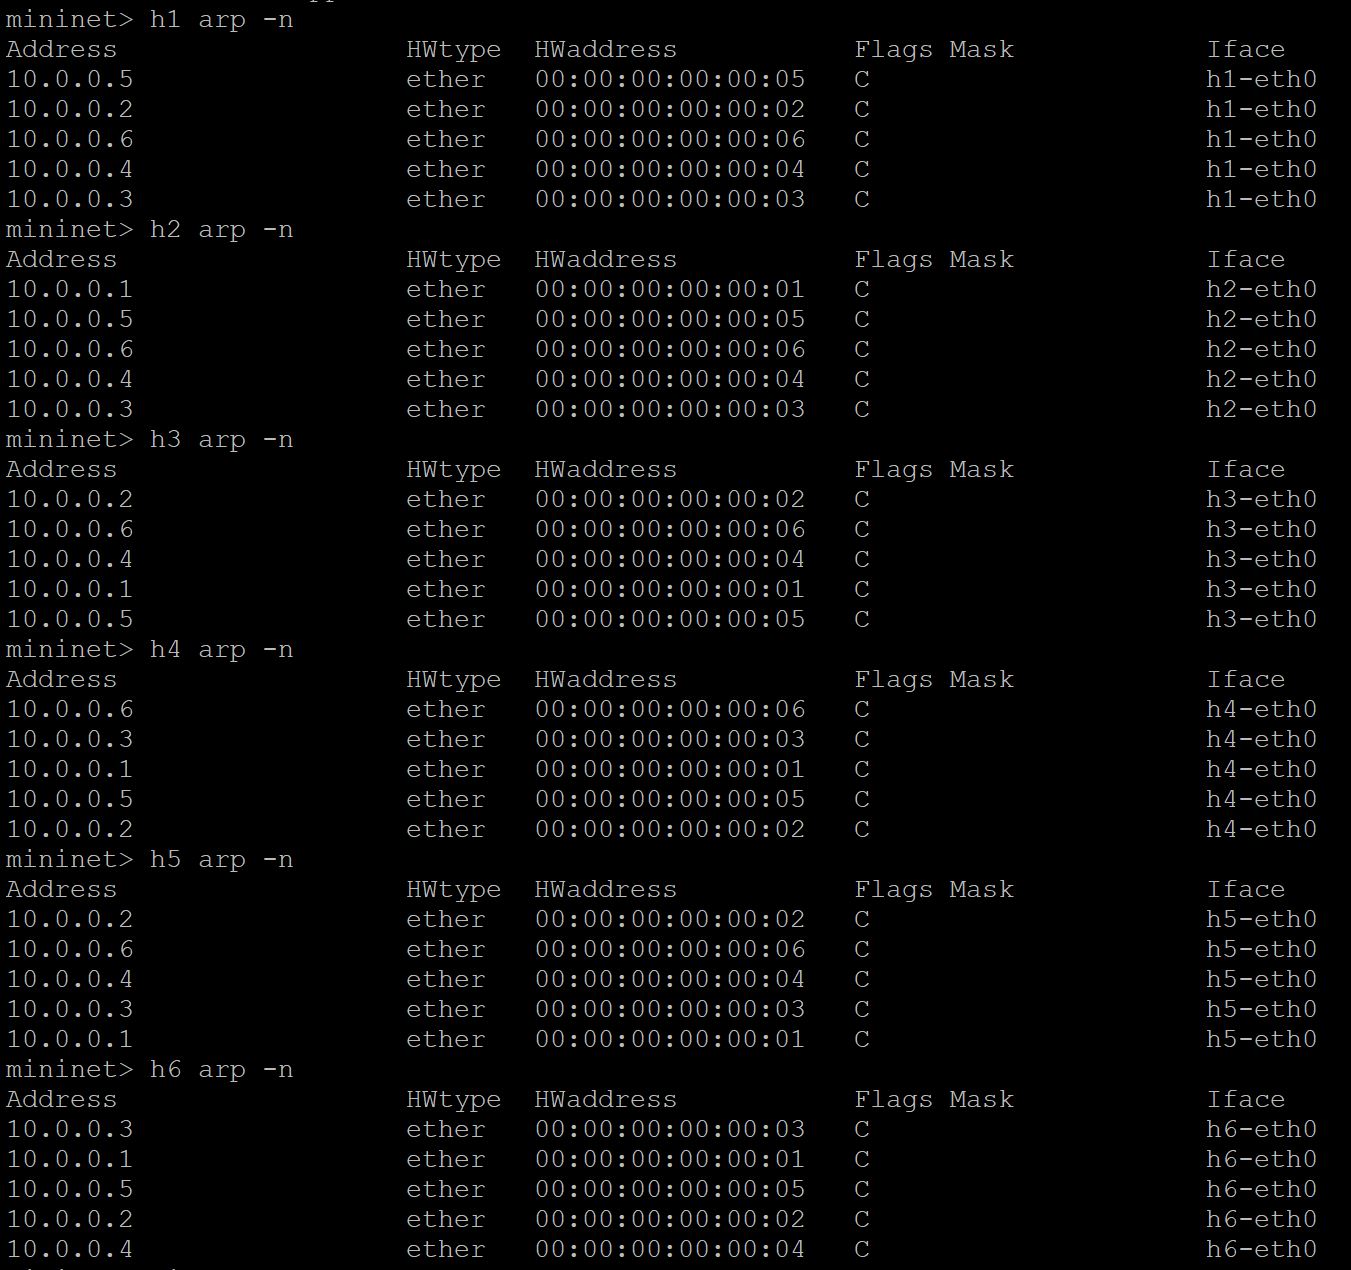 mininet> h1 arp -n
Address                  HWtype  HWaddress           Flags Mask            Iface
10.0.0.5                 ether   00:00:00:00:00:05   C                     h1-eth0
10.0.0.2                 ether   00:00:00:00:00:02   C                     h1-eth0
10.0.0.6                 ether   00:00:00:00:00:06   C                     h1-eth0
10.0.0.4                 ether   00:00:00:00:00:04   C                     h1-eth0
10.0.0.3                 ether   00:00:00:00:00:03   C                     h1-eth0
mininet> h2 arp -n
Address                  HWtype  HWaddress           Flags Mask            Iface
10.0.0.1                 ether   00:00:00:00:00:01   C                     h2-eth0
10.0.0.5                 ether   00:00:00:00:00:05   C                     h2-eth0
10.0.0.6                 ether   00:00:00:00:00:06   C                     h2-eth0
10.0.0.4                 ether   00:00:00:00:00:04   C                     h2-eth0
10.0.0.3                 ether   00:00:00:00:00:03   C                     h2-eth0
mininet> h3 arp -n
Address                  HWtype  HWaddress           Flags Mask            Iface
10.0.0.2                 ether   00:00:00:00:00:02   C                     h3-eth0
10.0.0.6                 ether   00:00:00:00:00:06   C                     h3-eth0
10.0.0.4                 ether   00:00:00:00:00:04   C                     h3-eth0
10.0.0.1                 ether   00:00:00:00:00:01   C                     h3-eth0
10.0.0.5                 ether   00:00:00:00:00:05   C                     h3-eth0
mininet> h4 arp -n
Address                  HWtype  HWaddress           Flags Mask            Iface
10.0.0.6                 ether   00:00:00:00:00:06   C                     h4-eth0
10.0.0.3                 ether   00:00:00:00:00:03   C                     h4-eth0
10.0.0.1                 ether   00:00:00:00:00:01   C                     h4-eth0
10.0.0.5                 ether   00:00:00:00:00:05   C                     h4-eth0
10.0.0.2                 ether   00:00:00:00:00:02   C                     h4-eth0
mininet> h5 arp -n
Address                  HWtype  HWaddress           Flags Mask            Iface
10.0.0.2                 ether   00:00:00:00:00:02   C                     h5-eth0
10.0.0.6                 ether   00:00:00:00:00:06   C                     h5-eth0
10.0.0.4                 ether   00:00:00:00:00:04   C                     h5-eth0
10.0.0.3                 ether   00:00:00:00:00:03   C                     h5-eth0
10.0.0.1                 ether   00:00:00:00:00:01   C                     h5-eth0
mininet> h6 arp -n
Address                  HWtype  HWaddress           Flags Mask            Iface
10.0.0.3                 ether   00:00:00:00:00:03   C                     h6-eth0
10.0.0.1                 ether   00:00:00:00:00:01   C                     h6-eth0
10.0.0.5                 ether   00:00:00:00:00:05   C                     h6-eth0
10.0.0.2                 ether   00:00:00:00:00:02   C                     h6-eth0
10.0.0.4                 ether   00:00:00:00:00:04   C                     h6-eth0